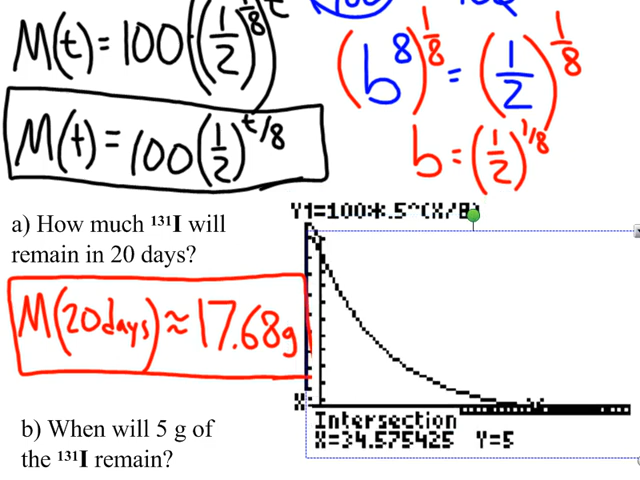 M(t) = 100((1/2)^1/8)^t
(b^8)^1/8 = (1/2)^1/8
M(t) = 100(1/2)^t/8
b = (1/2)^1/8
a) How much ¹³¹I will
remain in 20 days?
M(20days) ≈ 17.68g
b) When will 5 g of
the ¹³¹I remain?
Y1=100*.5^(X/8)
X
Intersection
X=34.575425 Y=5